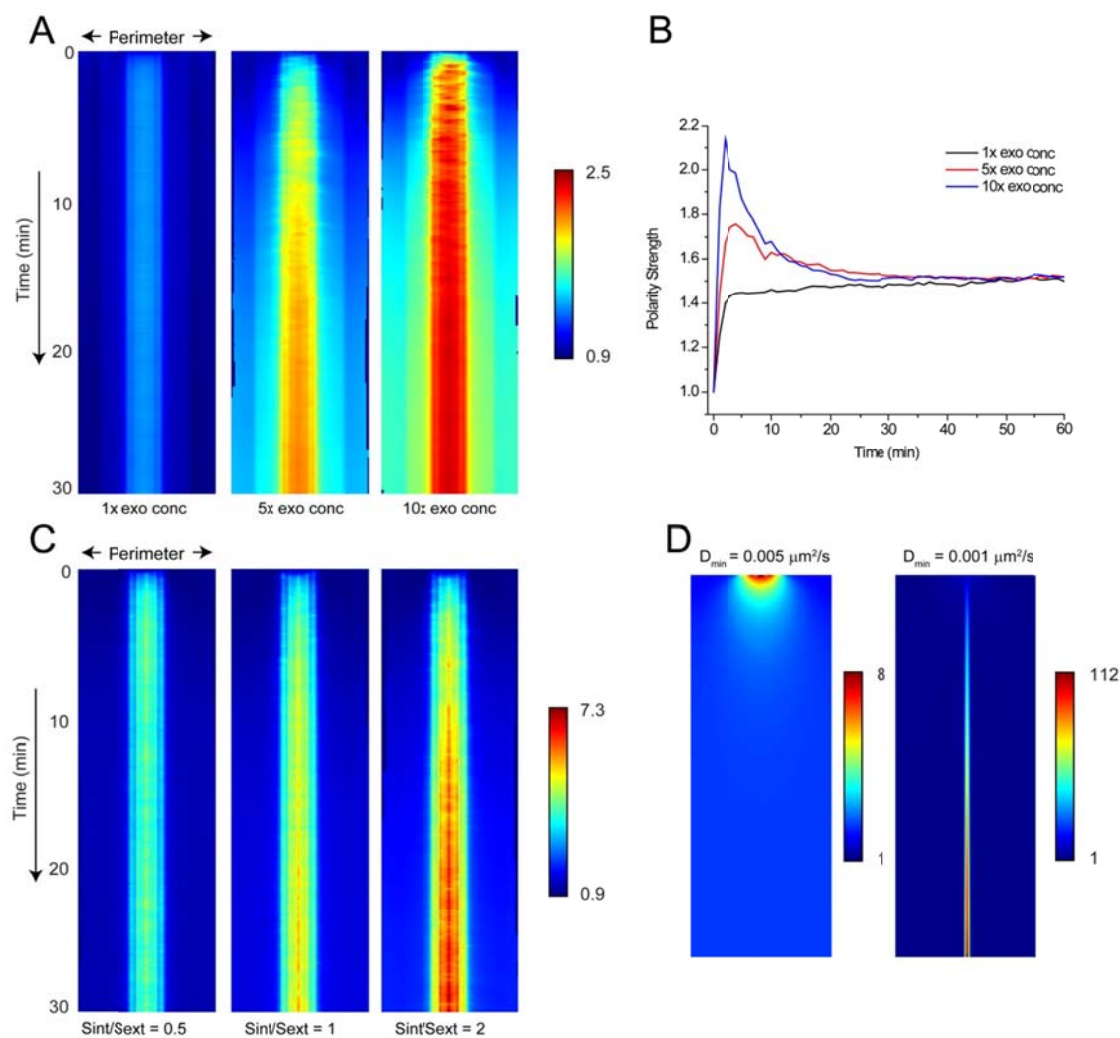 A
B
← Perimeter →
0
10
20
30
Time (min)
1x exo conc
5x exo conc
10x exo conc
2.5
0.9
2.2
2.0
1.8
1.6
1.4
1.2
1.0
Polarity Strength
1x exo conc
5x exo conc
10x exo conc
0 10 20 30 40 50 60
Time (min)
C
D
← Perimeter →
0
10
20
30
Time (min)
Sint/Sext = 0.5
Sint/Sext = 1
Sint/Sext = 2
7.3
0.9
Dmin = 0.005 μm²/s
Dmin = 0.001 μm²/s
8
1
112
1